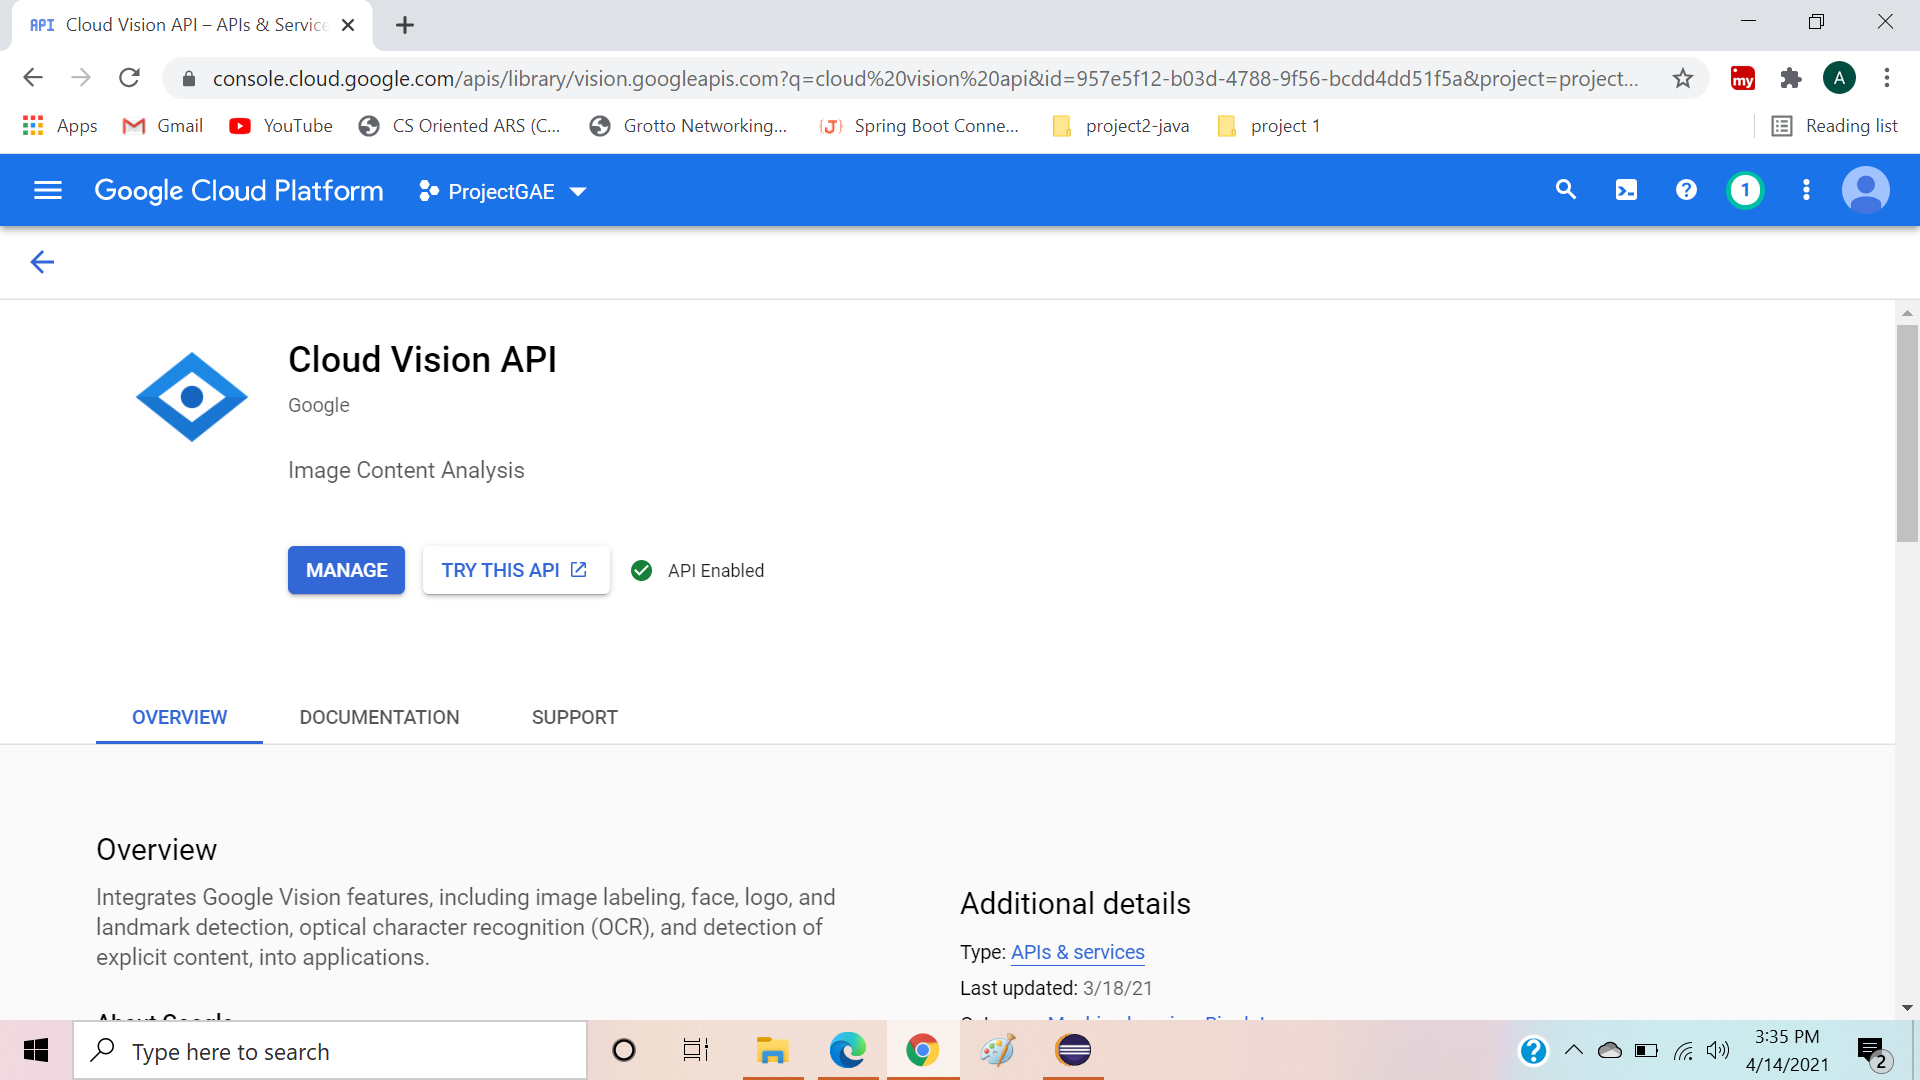 API Cloud Vision API – APIs & Service
console.cloud.google.com/apis/library/vision.googleapis.com?q=cloud%20vision%20api&id=957e5f12-b03d-4788-9f56-bcdd4dd51f5a&project=project...
my
A
Apps Gmail YouTube CS Oriented ARS (C... Grotto Networking... Spring Boot Conne... project2-java project 1 Reading list
Google Cloud Platform ProjectGAE 1
Cloud Vision API
Google
Image Content Analysis
MANAGE TRY THIS API API Enabled
OVERVIEW DOCUMENTATION SUPPORT
Overview
Integrates Google Vision features, including image labeling, face, logo, and
landmark detection, optical character recognition (OCR), and detection of
explicit content, into applications.
About Google
Additional details
Type: APIs & services
Last updated: 3/18/21
Type here to search
3:35 PM
4/14/2021
2